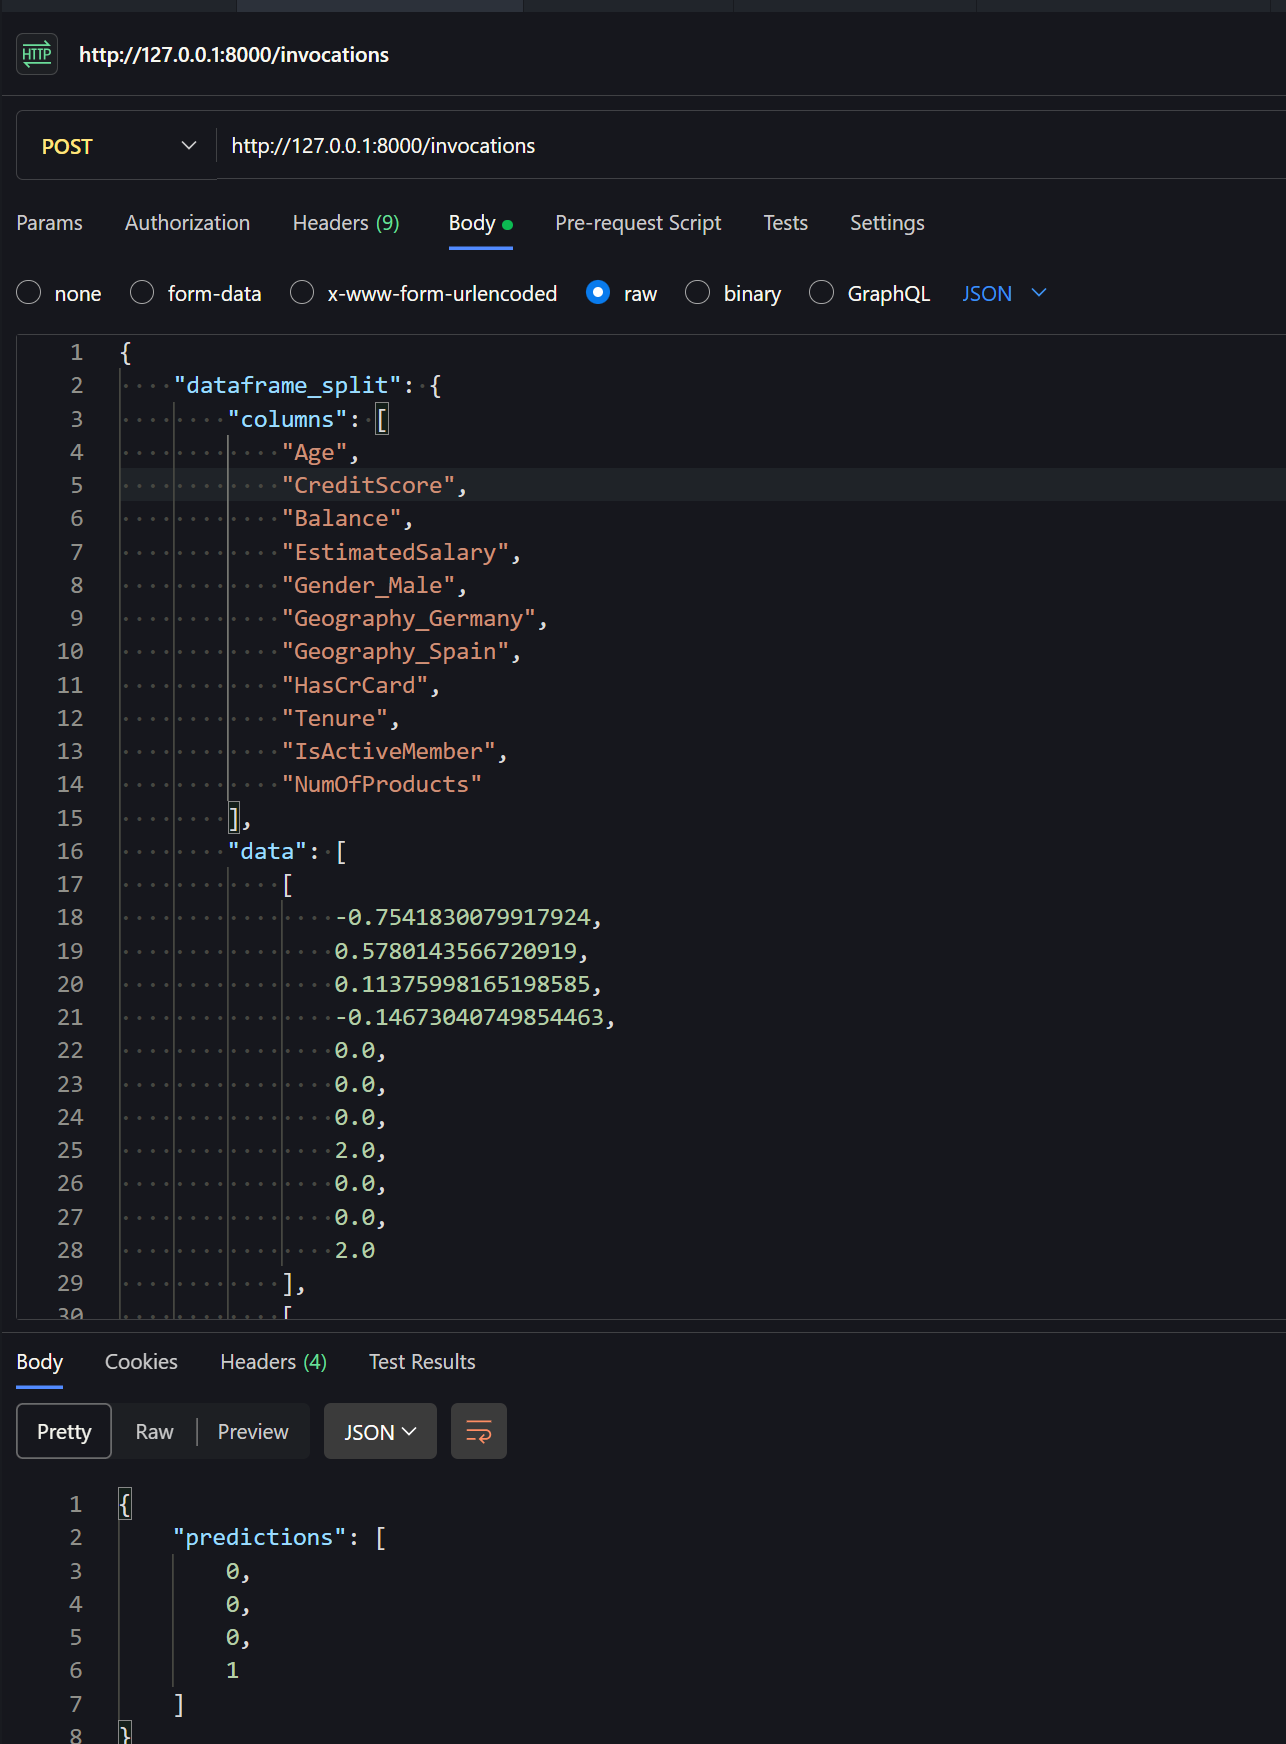 HTTP http://127.0.0.1:8000/invocations
POST http://127.0.0.1:8000/invocations
Params Authorization Headers (9) Body Pre-request Script Tests Settings
none form-data x-www-form-urlencoded raw binary GraphQL JSON
1 {
2 "dataframe_split": {
3 "columns": [
4 "Age",
5 "CreditScore",
6 "Balance",
7 "EstimatedSalary",
8 "Gender_Male",
9 "Geography_Germany",
10 "Geography_Spain",
11 "HasCrCard",
12 "Tenure",
13 "IsActiveMember",
14 "NumOfProducts"
15 ],
16 "data": [
17 [
18 -0.7541830079917924,
19 0.5780143566720919,
20 0.11375998165198585,
21 -0.14673040749854463,
22 0.0,
23 0.0,
24 0.0,
25 2.0,
26 0.0,
27 0.0,
28 2.0
29 ],
30 [
Body Cookies Headers (4) Test Results
Pretty Raw Preview JSON
1 {
2 "predictions": [
3 0,
4 0,
5 0,
6 1
7 ]
8 }